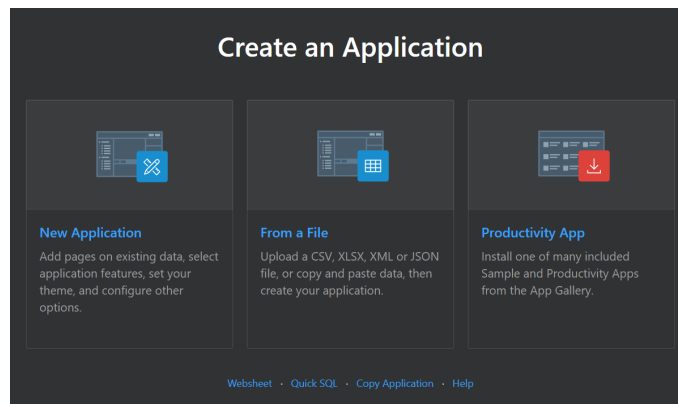 Create an Application
New Application
Add pages on existing data, select
application features, set your
theme, and configure other
options.
From a File
Upload a CSV, XLSX, XML or JSON
file, or copy and paste data, then
create your application.
Productivity App
Install one of many included
Sample and Productivity Apps
from the App Gallery.
Websheet · Quick SQL · Copy Application · Help